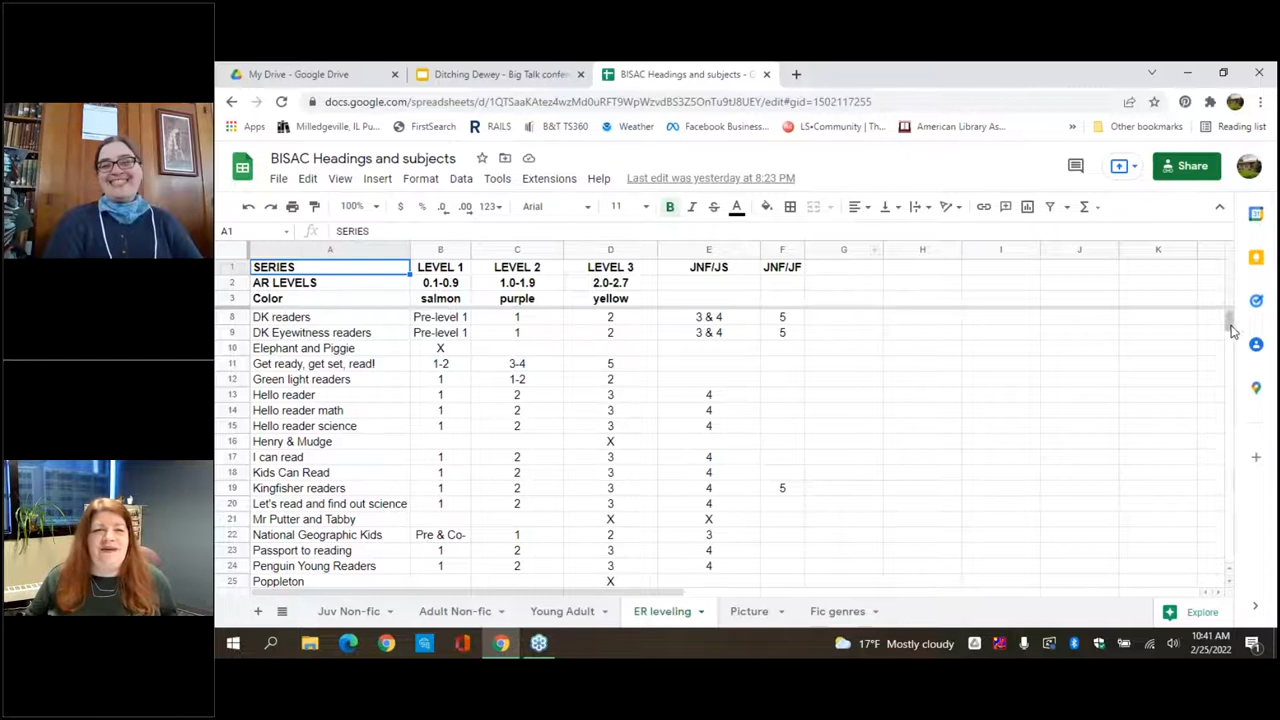 My Drive - Google Drive
Ditching Dewey - Big Talk confe
BISAC Headings and subjects - G
docs.google.com/spreadsheets/d/1QTSaaKAtez4wzMd0uRFT9WpWzvdBS3Z5OnTu9tJ8UEY/edit#gid=1502117255
Apps Milledgeville, IL Pu... FirstSearch RAILS B&T TS360 Weather Facebook Business... LS•Community | Th... American Library As... » Other bookmarks Reading list
BISAC Headings and subjects
File Edit View Insert Format Data Tools Extensions Help Last edit was yesterday at 8:23 PM
Share
100% $ % .0 .00 123 Arial 11 B I S A
A1 fx SERIES
A B C D E F G H I J K
1 SERIES LEVEL 1 LEVEL 2 LEVEL 3 JNF/JS JNF/JF
2 AR LEVELS 0.1-0.9 1.0-1.9 2.0-2.7
3 Color salmon purple yellow
8 DK readers Pre-level 1 1 2 3 & 4 5
9 DK Eyewitness readers Pre-level 1 1 2 3 & 4 5
10 Elephant and Piggie X
11 Get ready, get set, read! 1-2 3-4 5
12 Green light readers 1 1-2 2
13 Hello reader 1 2 3 4
14 Hello reader math 1 2 3 4
15 Hello reader science 1 2 3 4
16 Henry & Mudge X
17 I can read 1 2 3 4
18 Kids Can Read 1 2 3 4
19 Kingfisher readers 1 2 3 4 5
20 Let's read and find out science 1 2 3 4
21 Mr Putter and Tabby X X
22 National Geographic Kids Pre & Co- 1 2 3
23 Passport to reading 1 2 3 4
24 Penguin Young Readers 1 2 3 4
25 Poppleton X
Juv Non-fic Adult Non-fic Young Adult ER leveling Picture Fic genres Explore
17°F Mostly cloudy 10:41 AM
2/25/2022